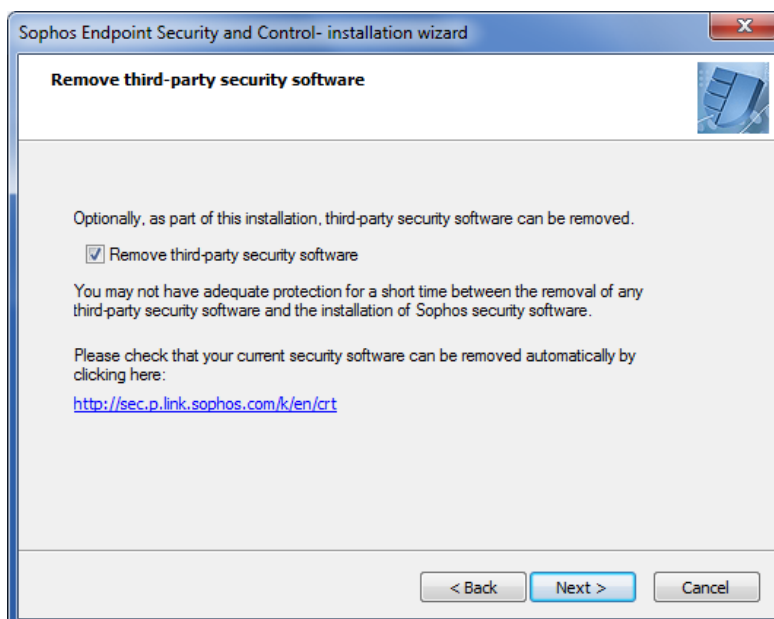 Sophos Endpoint Security and Control- installation wizard
Remove third-party security software
Optionally, as part of this installation, third-party security software can be removed.
Remove third-party security software
You may not have adequate protection for a short time between the removal of any
third-party security software and the installation of Sophos security software.
Please check that your current security software can be removed automatically by
clicking here:
http://sec.p.link.sophos.com/k/en/crt
< Back Next > Cancel